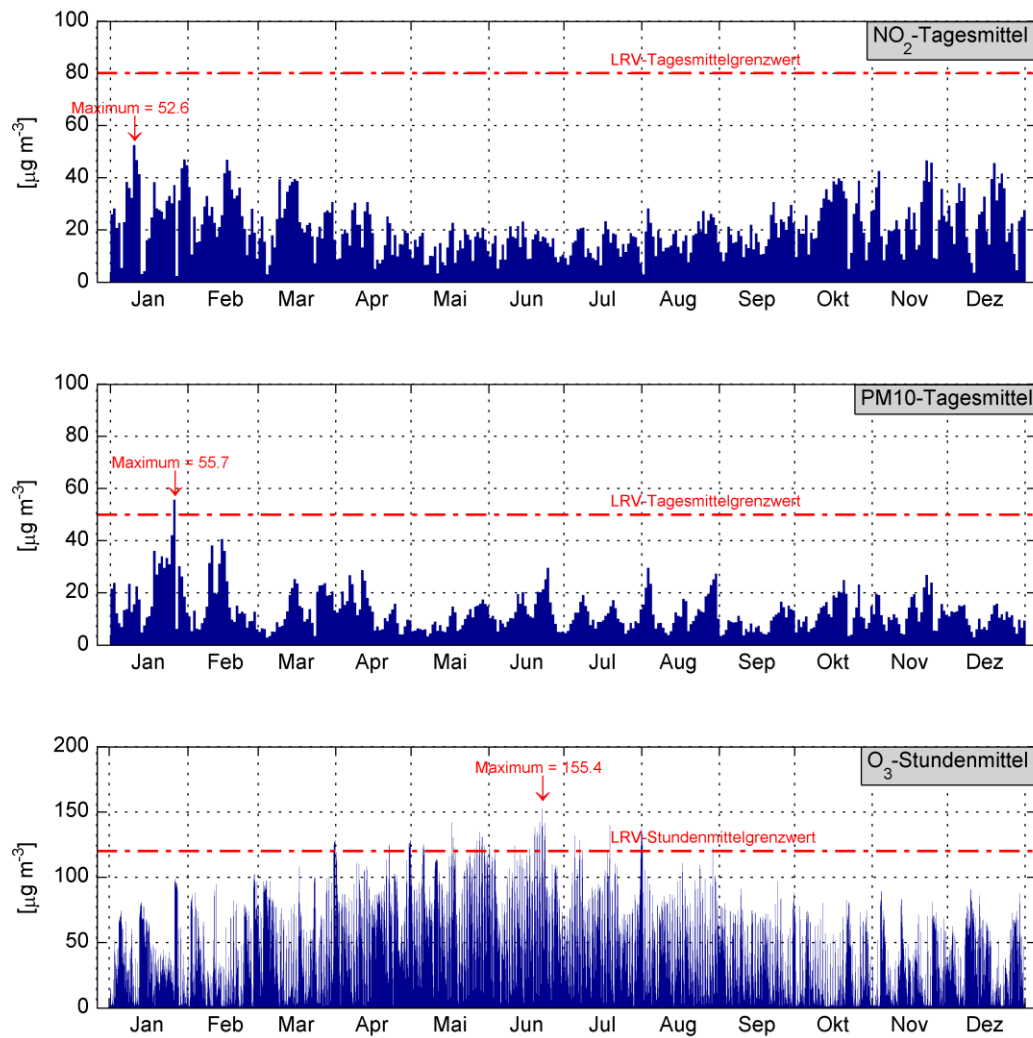 100
80
60
40
20
0
[µg m⁻³]
NO₂-Tagesmittel
LRV-Tagesmittelgrenzwert
Maximum = 52.6
Jan Feb Mar Apr Mai Jun Jul Aug Sep Okt Nov Dez
100
80
60
40
20
0
[µg m⁻³]
PM10-Tagesmittel
Maximum = 55.7
LRV-Tagesmittelgrenzwert
Jan Feb Mar Apr Mai Jun Jul Aug Sep Okt Nov Dez
200
150
100
50
0
[µg m⁻³]
O₃-Stundenmittel
Maximum = 155.4
LRV-Stundenmittelgrenzwert
Jan Feb Mar Apr Mai Jun Jul Aug Sep Okt Nov Dez